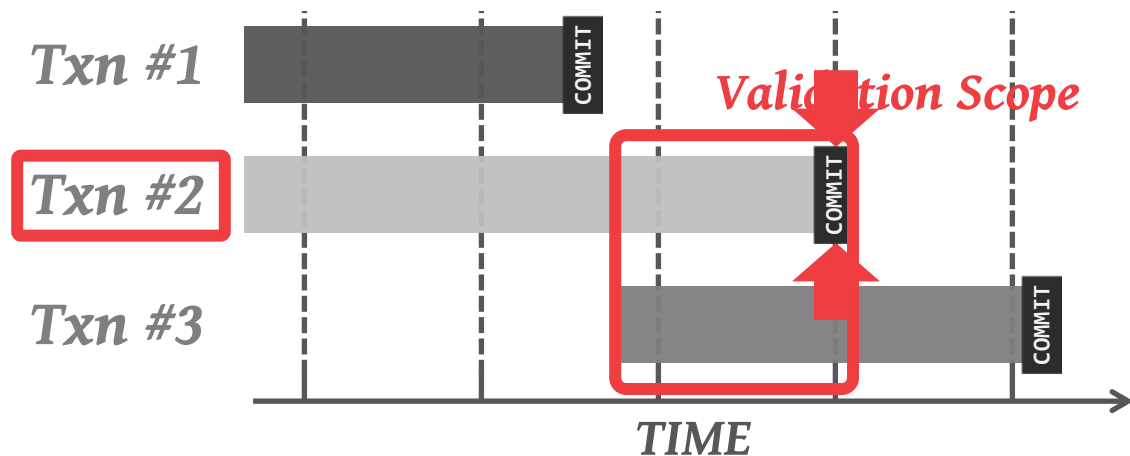 Txn #1
COMMIT
Validation Scope
Txn #2
COMMIT
Txn #3
COMMIT
TIME